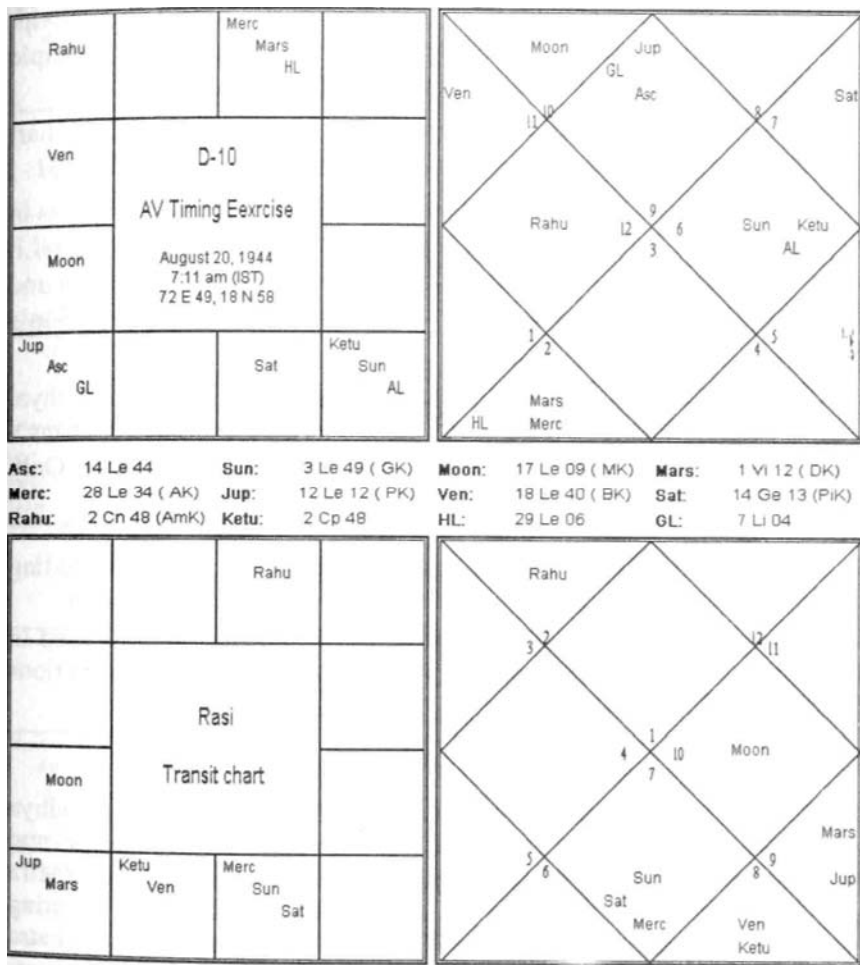 Rahu
Merc
Mars
HL
Ven
D-10
AV Timing Eexrcise
August 20, 1944
7:11 am (IST)
72 E 49, 18 N 58
Moon
Jup
Asc
GL
Sat
Ketu
Sun
AL
Moon
Jup
GL
Asc
Ven
Sat
10
11
8
7
Rahu
9
12
6
3
Sun
Ketu
AL
1
2
5
4
Mars
HL
Merc
Asc: 14 Le 44 Sun: 3 Le 49 ( GK) Moon: 17 Le 09 ( MK) Mars: 1 Vi 12 ( DK)
Merc: 28 Le 34 ( AK) Jup: 12 Le 12 ( PK) Ven: 18 Le 40 ( BK) Sat: 14 Ge 13 (PiK)
Rahu: 2 Cn 48 (AmK) Ketu: 2 Cp 48 HL: 29 Le 06 GL: 7 Li 04
Rahu
Rasi
Transit chart
Moon
Jup
Mars
Ketu
Ven
Merc
Sun
Sat
Rahu
2
3
12
11
1
4
10
7
Moon
5
6
9
8
Mars
Jup
Sun
Sat
Merc
Ven
Ketu